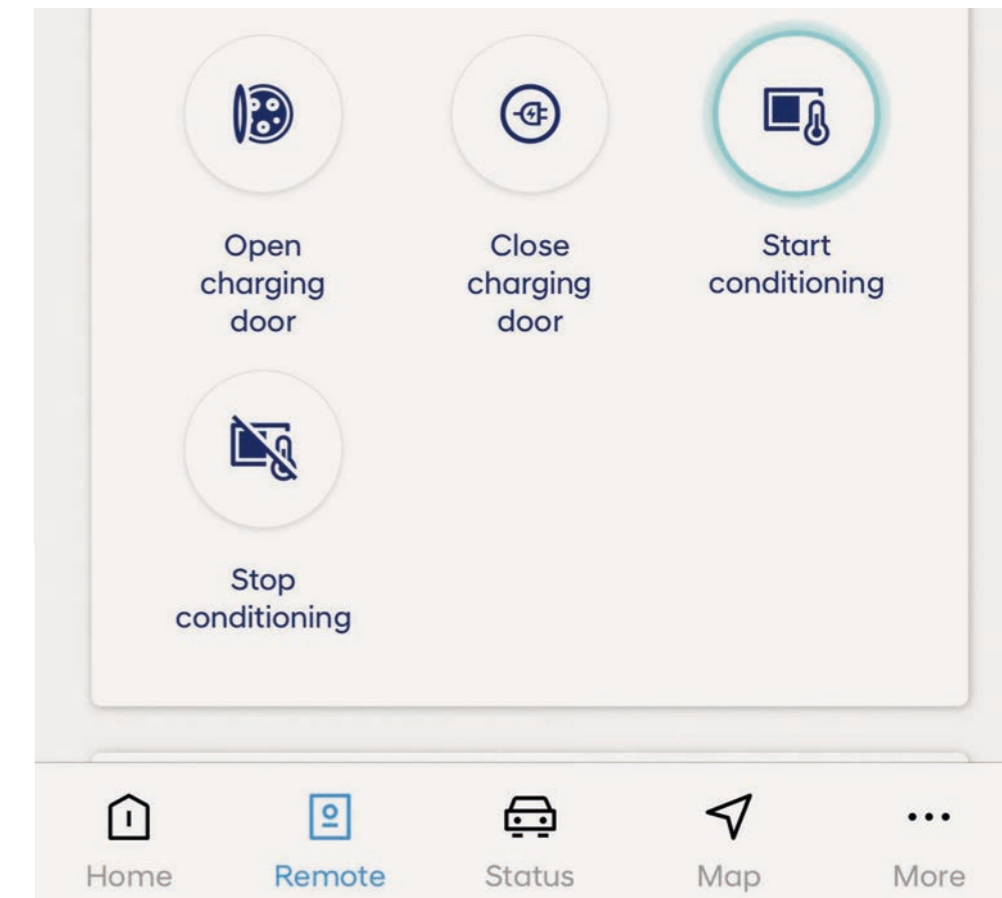 Open
charging
door
Close
charging
door
Start
conditioning
Stop
conditioning
Home
Remote
Status
Map
More